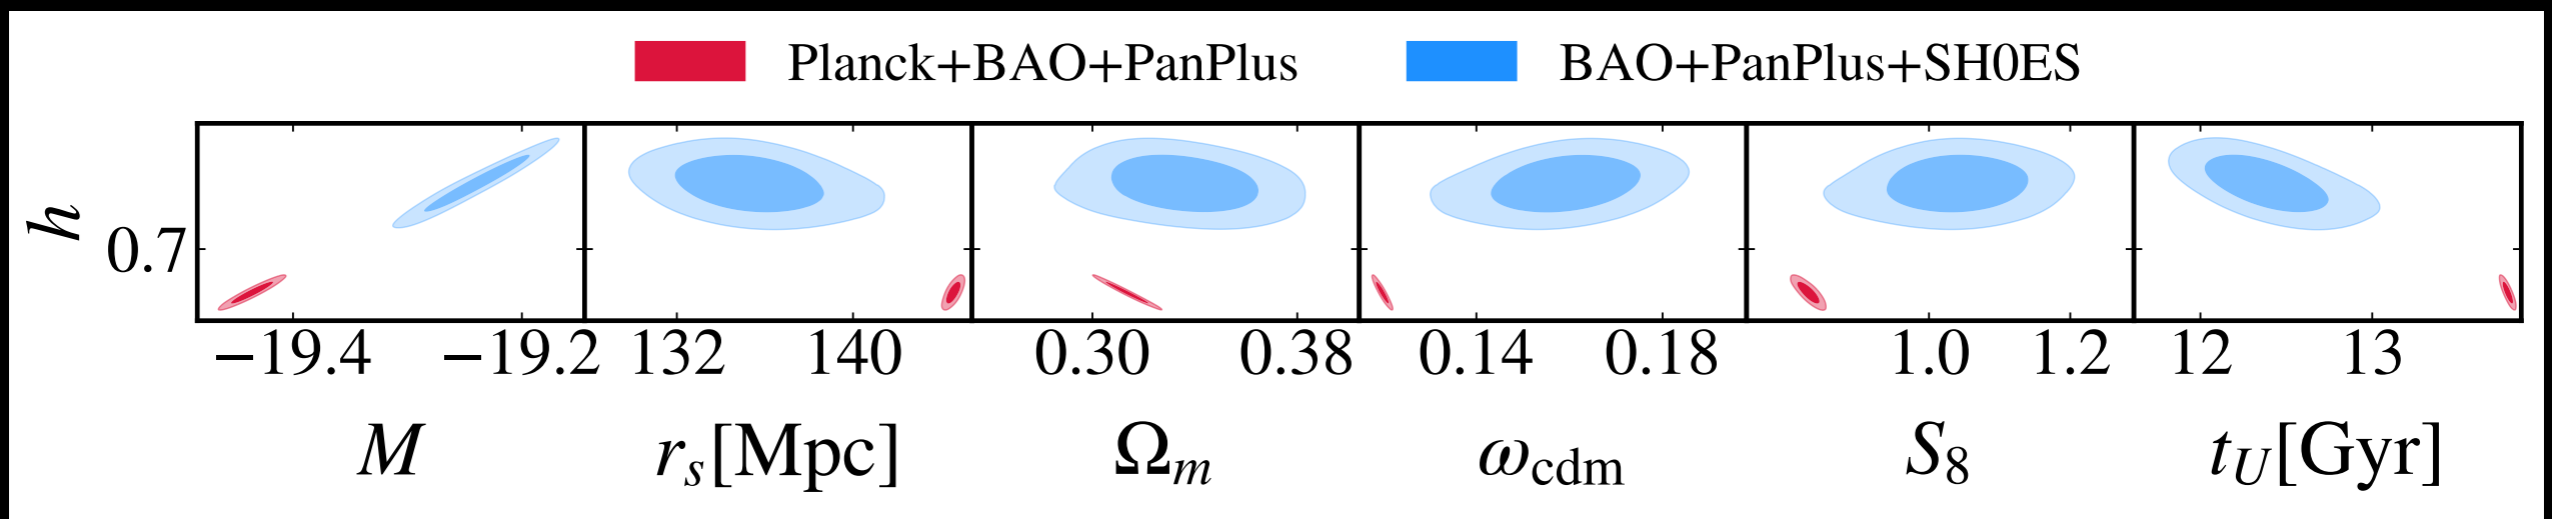 Planck+BAO+PanPlus BAO+PanPlus+SH0ES
h
0.7
−19.4 −19.2 132 140 0.30 0.38 0.14 0.18 1.0 1.2 12 13
M r_s[Mpc] Ω_m ω_cdm S_8 t_U[Gyr]